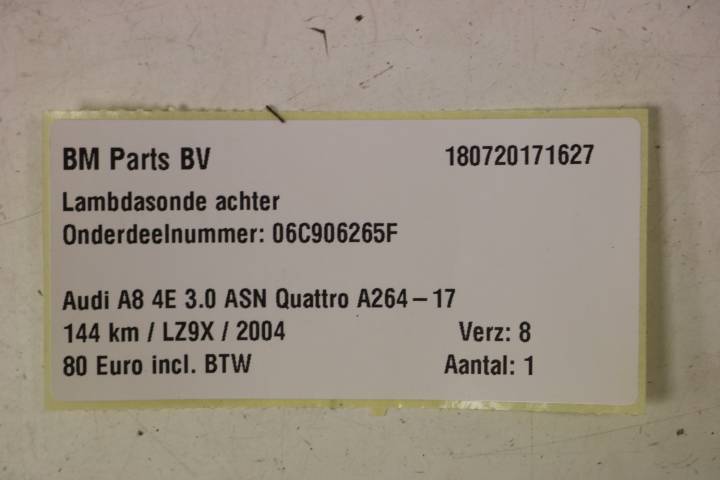 BM Parts BV 180720171627
Lambdasonde achter
Onderdeelnummer: 06C906265F
Audi A8 4E 3.0 ASN Quattro A264-17
144 km / LZ9X / 2004 Verz: 8
80 Euro incl. BTW Aantal: 1